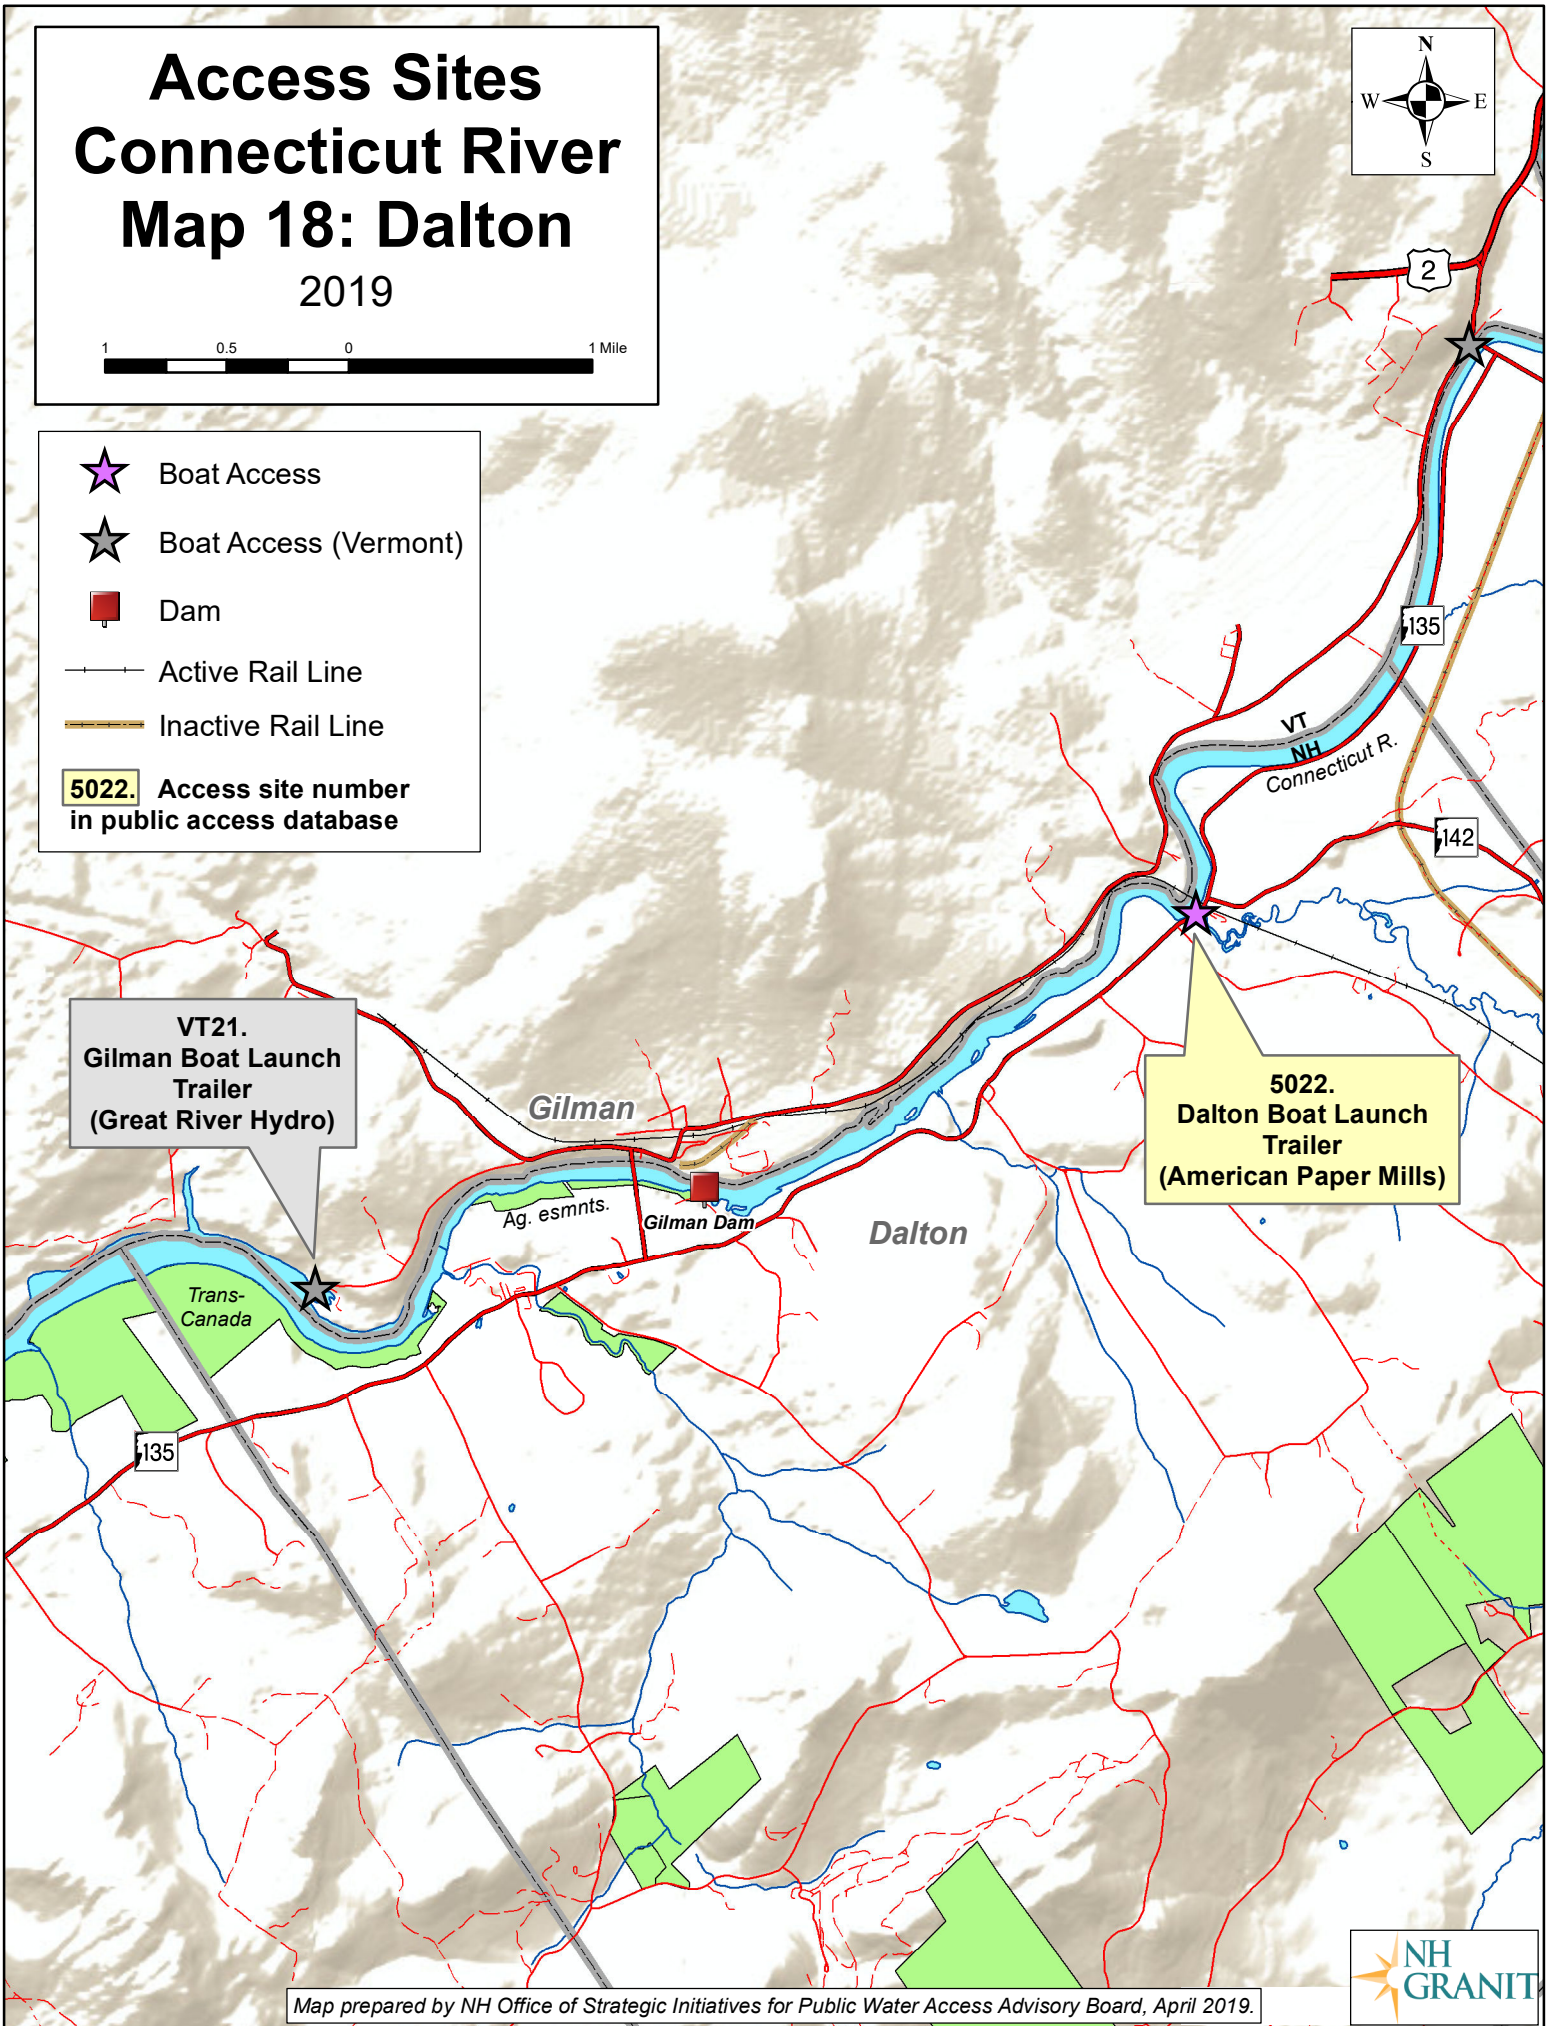 Access Sites
Connecticut River
Map 18: Dalton
2019
1 0.5 0 1 Mile
N
W E
S
Boat Access
Boat Access (Vermont)
Dam
Active Rail Line
Inactive Rail Line
5022. Access site number
in public access database
2
135
VT
NH
Connecticut R.
142
VT21.
Gilman Boat Launch
Trailer
(Great River Hydro)
Gilman
5022.
Dalton Boat Launch
Trailer
(American Paper Mills)
Ag. esmnts.
Gilman Dam
Dalton
Trans-
Canada
135
NH
GRANIT
Map prepared by NH Office of Strategic Initiatives for Public Water Access Advisory Board, April 2019.